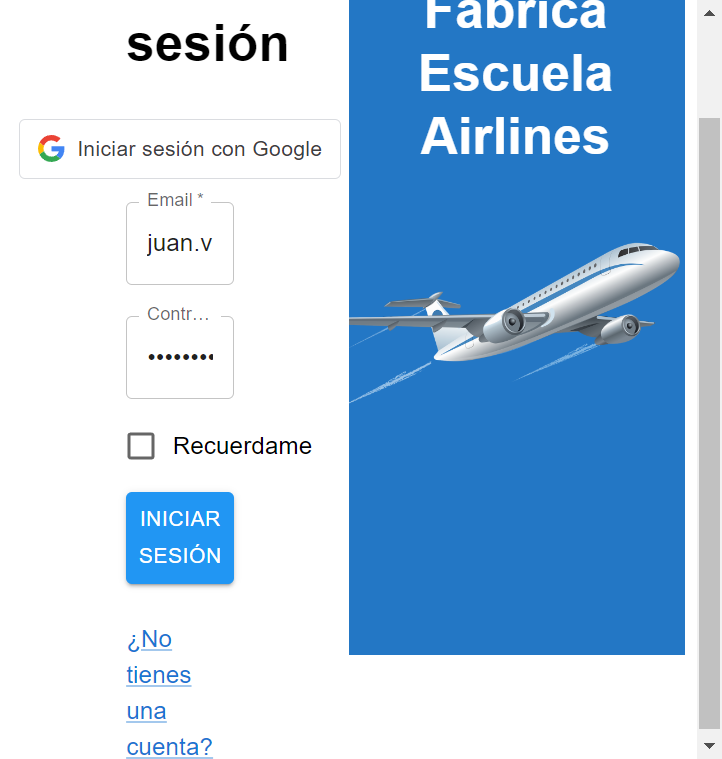 sesión
Iniciar sesión con Google
Email *
juan.v
Contr…
Recuerdame
INICIAR
SESIÓN
¿No
tienes
una
cuenta?
Fabrica
Escuela
Airlines